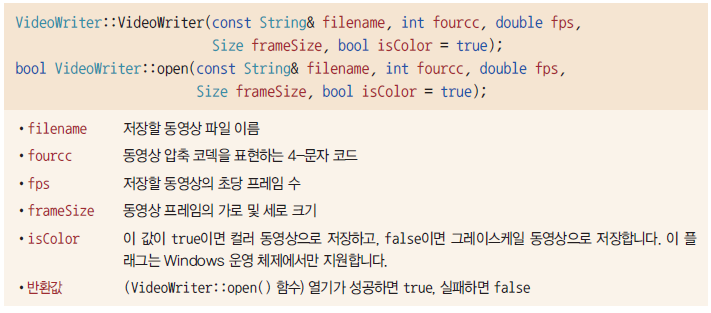 VideoWriter::VideoWriter(const String& filename, int fourcc, double fps,
Size frameSize, bool isColor = true);
bool VideoWriter::open(const String& filename, int fourcc, double fps,
Size frameSize, bool isColor = true);
• filename 저장할 동영상 파일 이름
• fourcc 동영상 압축 코덱을 표현하는 4-문자 코드
• fps 저장할 동영상의 초당 프레임 수
• frameSize 동영상 프레임의 가로 및 세로 크기
• isColor 이 값이 true이면 컬러 동영상으로 저장하고, false이면 그레이스케일 동영상으로 저장합니다. 이 플
래그는 Windows 운영 체제에서만 지원합니다.
• 반환값 (VideoWriter::open() 함수) 열기가 성공하면 true, 실패하면 false